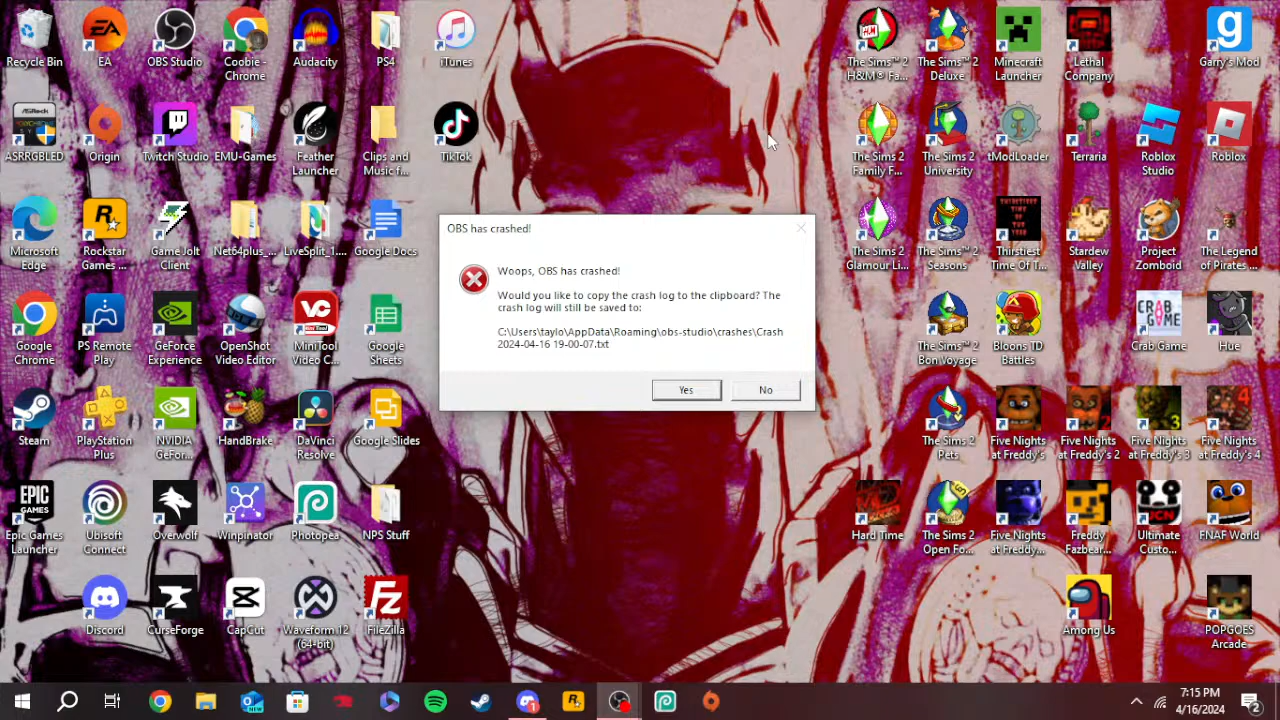 Recycle Bin
EA
OBS Studio
Coobie -
Chrome
Audacity
PS4
iTunes
The Sims™ 2
H&M® Fa...
The Sims™ 2
Deluxe
Minecraft
Launcher
Lethal
Company
Garry's Mod
ASRRGBLED
Origin
Twitch Studio
EMU-Games
Feather
Launcher
Clips and
Music f...
TikTok
The Sims 2
Family F...
The Sims™ 2
University
tModLoader
Terraria
Roblox
Studio
Roblox
Microsoft
Edge
Rockstar
Games ...
Game Jolt
Client
Net64plus_...
LiveSplit_1....
Google Docs
The Sims™ 2
Glamour Li...
The Sims™ 2
Seasons
Thirstiest
Time Of T...
Stardew
Valley
Project
Zomboid
The Legend
of Pirates ...
OBS has crashed!
Woops, OBS has crashed!
Would you like to copy the crash log to the clipboard? The
crash log will still be saved to:
C:\Users\taylo\AppData\Roaming\obs-studio\crashes\Crash
2024-04-16 19-00-07.txt
Yes
No
Google
Chrome
PS Remote
Play
GeForce
Experience
OpenShot
Video Editor
MiniTool
Video C...
Google
Sheets
The Sims™ 2
Bon Voyage
Bloons TD
Battles
CRAB
GAME
Crab Game
Hue
Steam
PlayStation
Plus
NVIDIA
GeFor...
HandBrake
DaVinci
Resolve
Google Slides
The Sims™ 2
Pets
Five Nights
at Freddy's
Five Nights
at Freddy's 2
Five Nights
at Freddy's 3
Five Nights
at Freddy's 4
EPIC
GAMES
Epic Games
Launcher
Ubisoft
Connect
Overwolf
Winpinator
Photopea
NPS Stuff
Hard Time
The Sims™ 2
Open Fo...
Five Nights
at Freddy'...
Freddy
Fazbear...
Ultimate
Custo...
FNAF World
Discord
CurseForge
CapCut
Waveform 12
(64-bit)
FileZilla
Among Us
POPGOES
Arcade
7:15 PM
4/16/2024
2